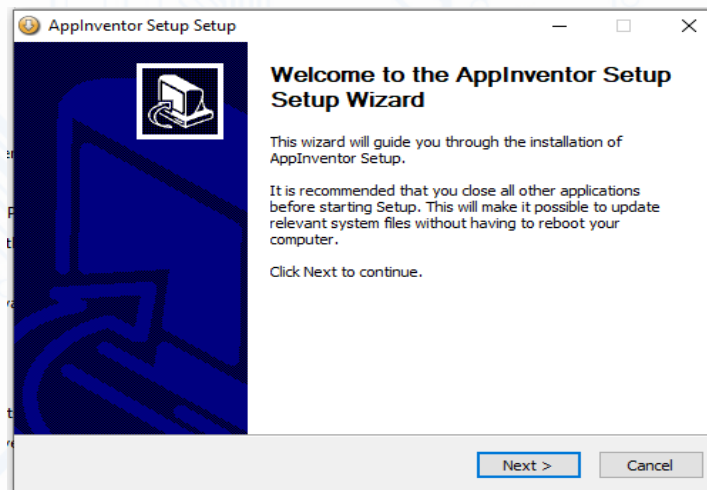 AppInventor Setup Setup
Welcome to the AppInventor Setup
Setup Wizard
This wizard will guide you through the installation of
AppInventor Setup.
It is recommended that you close all other applications
before starting Setup. This will make it possible to update
relevant system files without having to reboot your
computer.
Click Next to continue.
Next >
Cancel